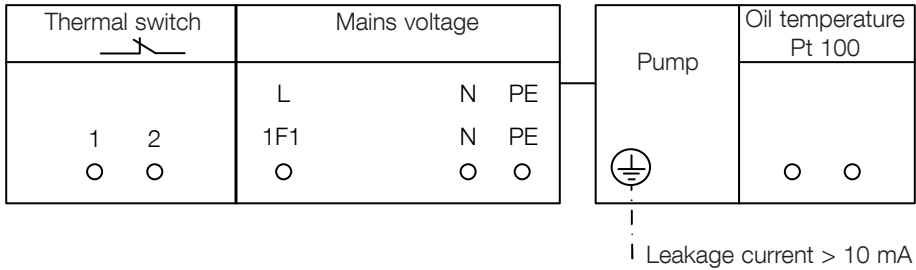 Thermal switch
Mains voltage
Oil temperature
Pt 100
Pump
L N PE
1 2
1F1 N PE
Leakage current > 10 mA